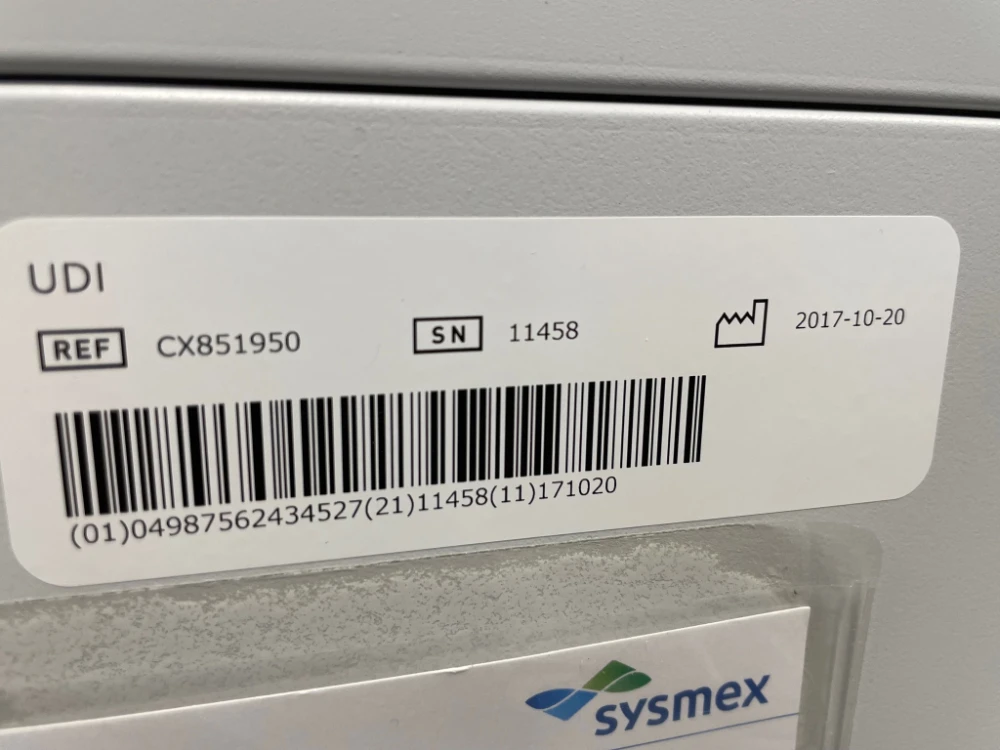 UDI
REF CX851950 SN 11458 2017-10-20
(01)04987562434527(21)11458(11)171020
sysmex